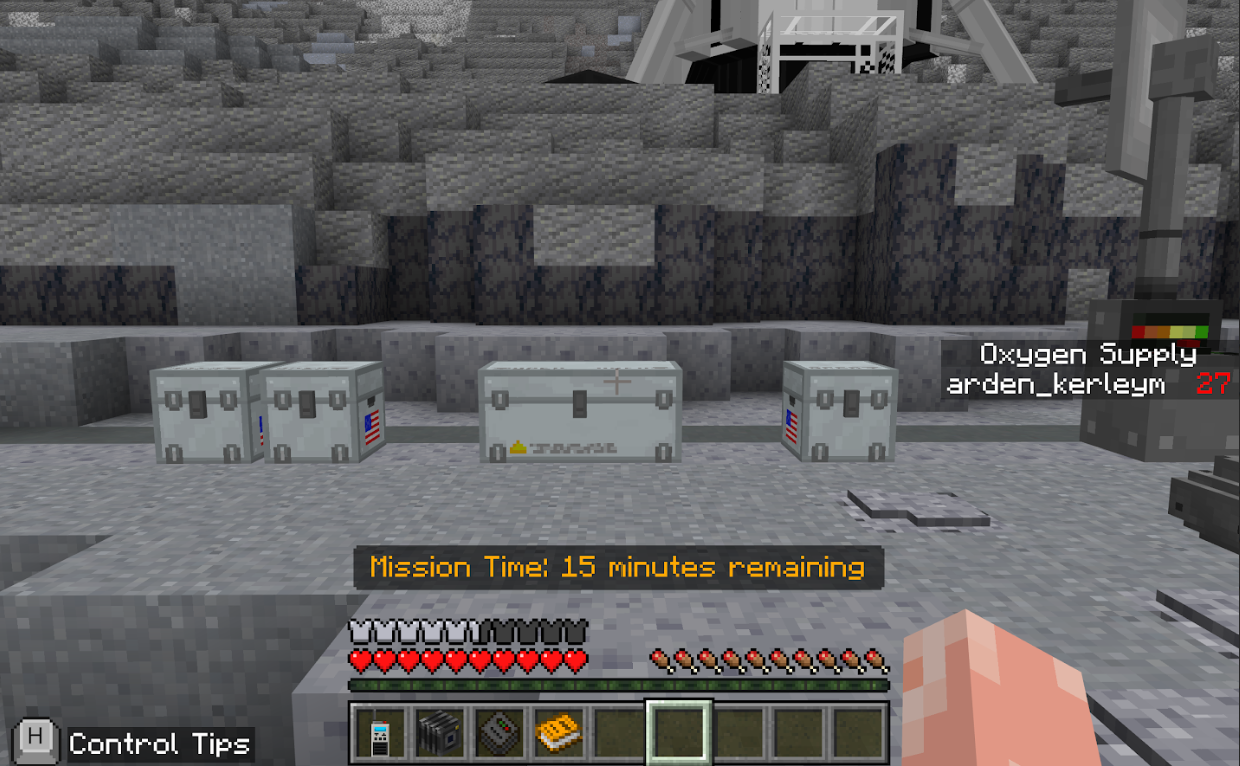 Oxygen Supply
arden_kerleym 27
Mission Time: 15 minutes remaining
H
Control Tips